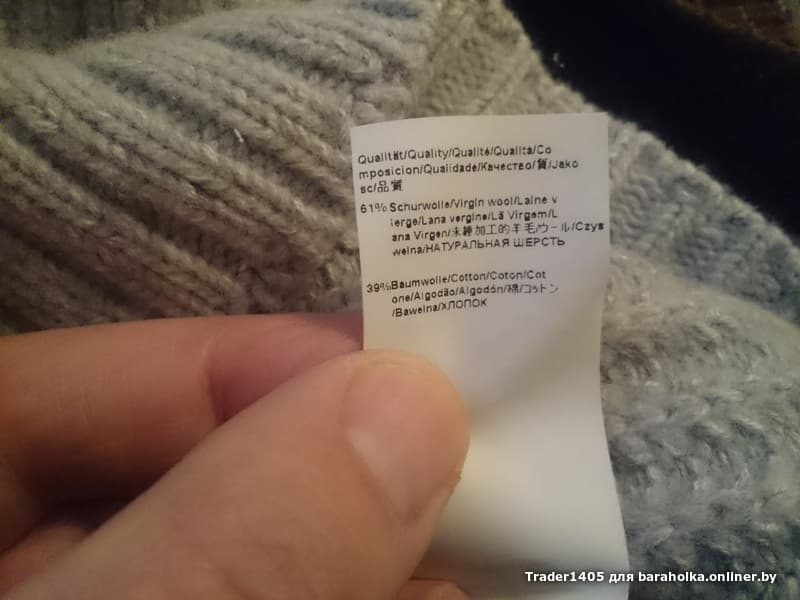 Qualität/Quality/Qualité/Qualità/Co
mposicion/Qualidade/Качество/質/Jako
sc/品質
61% Schurwolle/Virgin wool/Laine v
ierge/Lana vergine/Lã Virgem/L
ana Virgen/未經加工的羊毛/ウール/Czys
wełna/НАТУРАЛЬНАЯ ШЕРСТЬ
39% Baumwolle/Cotton/Coton/Cot
one/Algodão/Algodón/棉/コットン
/Bawełna/ХЛОПОК
Trader1405 для baraholka.onliner.by